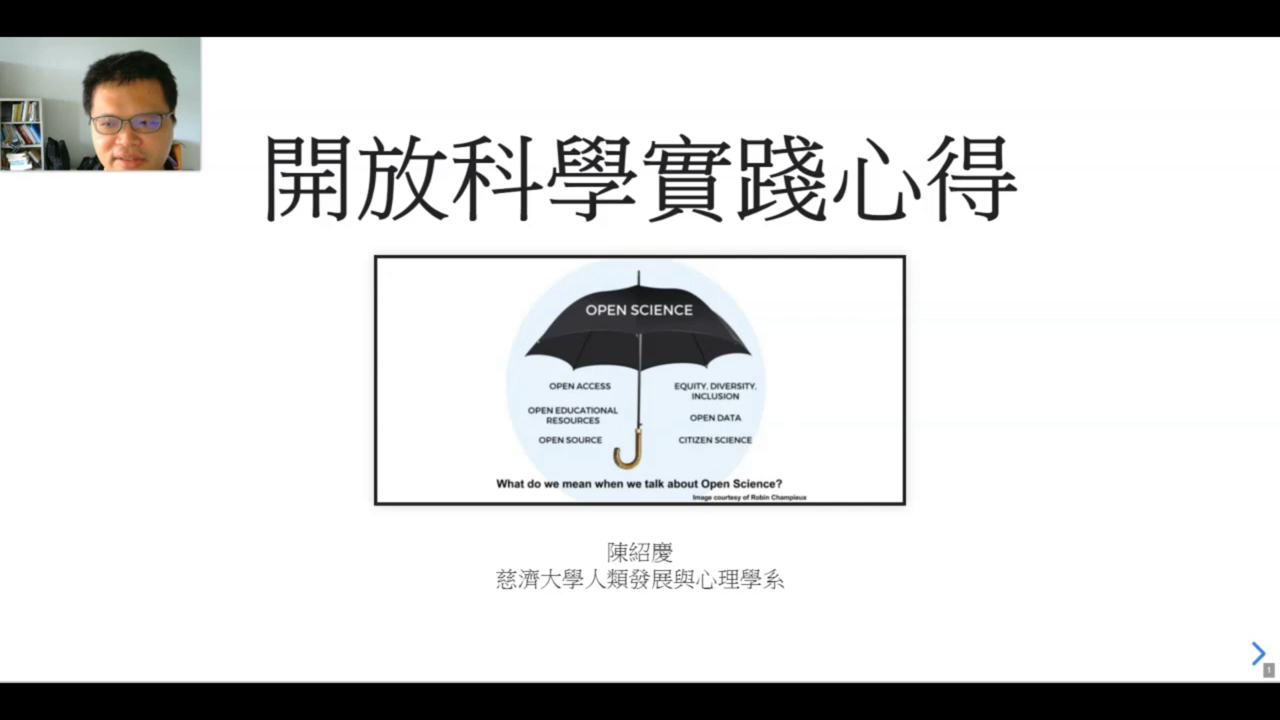 開放科學實踐心得
OPEN SCIENCE
OPEN ACCESS
OPEN EDUCATIONAL
RESOURCES
OPEN SOURCE
EQUITY, DIVERSITY,
INCLUSION
OPEN DATA
CITIZEN SCIENCE
What do we mean when we talk about Open Science?
Image courtesy of Robin Champieux
陳紹慶
慈濟大學人類發展與心理學系
1